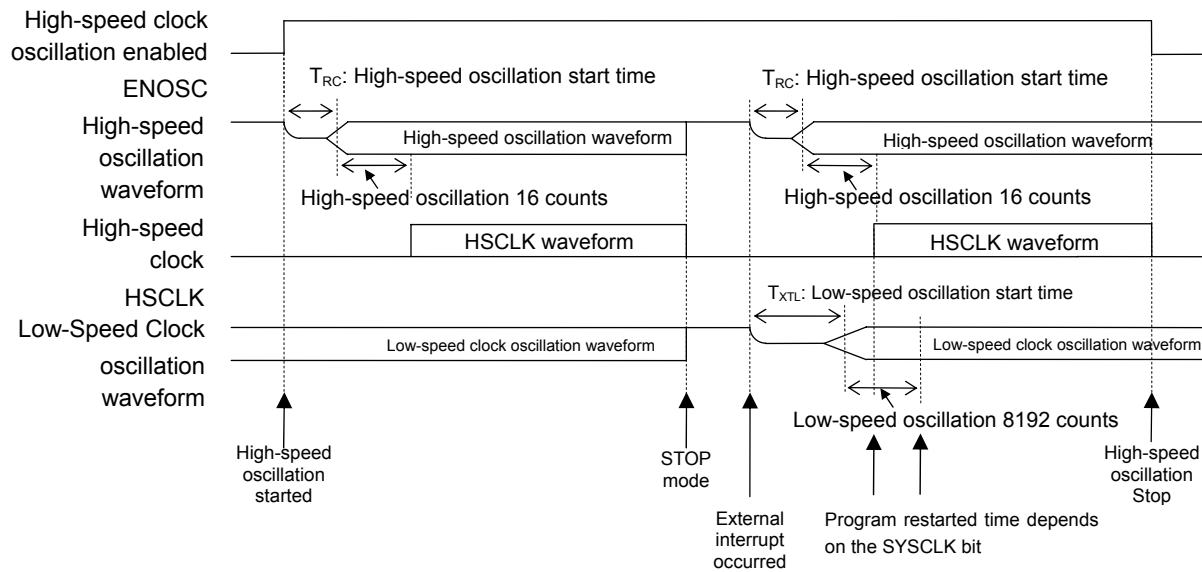 High-speed clock
oscillation enabled
ENOSC
T_RC: High-speed oscillation start time
T_RC: High-speed oscillation start time
High-speed
oscillation
waveform
High-speed oscillation waveform
High-speed oscillation waveform
High-speed oscillation 16 counts
High-speed oscillation 16 counts
High-speed
clock
HSCLK
HSCLK waveform
HSCLK waveform
T_XTL: Low-speed oscillation start time
Low-Speed Clock
oscillation
waveform
Low-speed clock oscillation waveform
Low-speed clock oscillation waveform
Low-speed oscillation 8192 counts
High-speed
oscillation
started
STOP
mode
External
interrupt
occurred
Program restarted time depends
on the SYSCLK bit
High-speed
oscillation
Stop